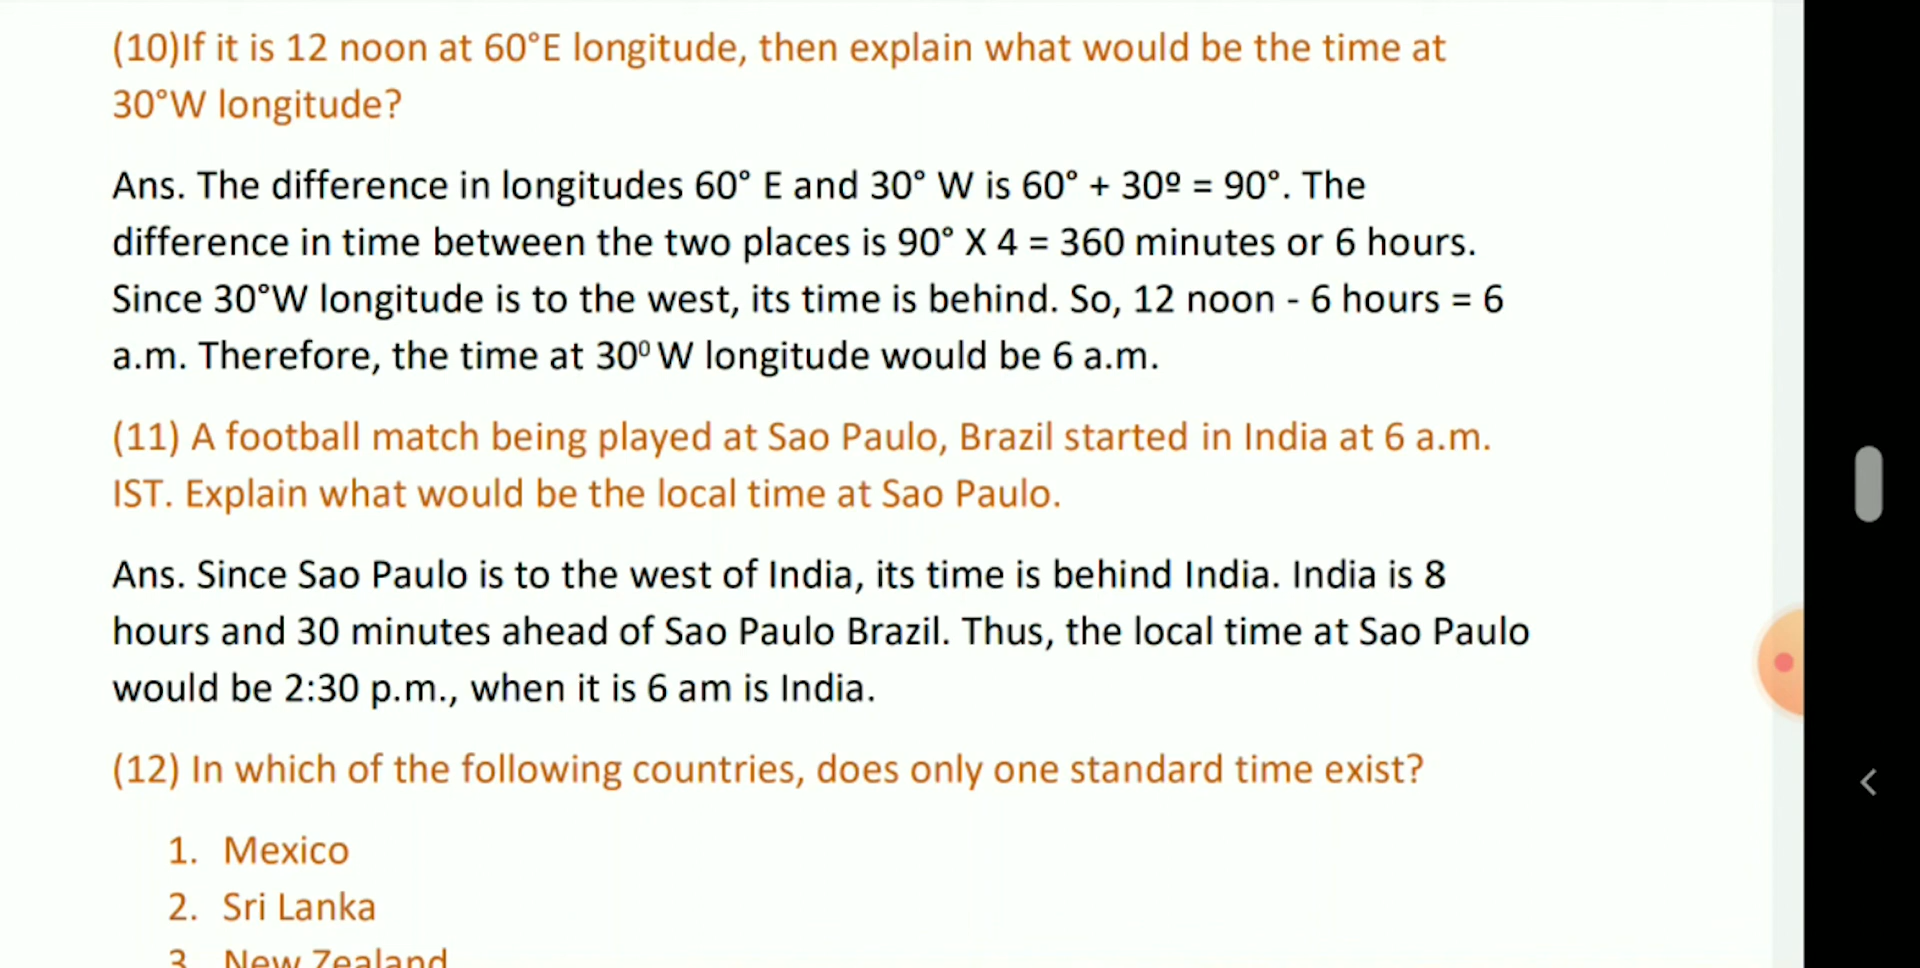 (10)If it is 12 noon at 60°E longitude, then explain what would be the time at
30°W longitude?
Ans. The difference in longitudes 60° E and 30° W is 60° + 30º = 90°. The
difference in time between the two places is 90° X 4 = 360 minutes or 6 hours.
Since 30°W longitude is to the west, its time is behind. So, 12 noon - 6 hours = 6
a.m. Therefore, the time at 30⁰ W longitude would be 6 a.m.
(11) A football match being played at Sao Paulo, Brazil started in India at 6 a.m.
IST. Explain what would be the local time at Sao Paulo.
Ans. Since Sao Paulo is to the west of India, its time is behind India. India is 8
hours and 30 minutes ahead of Sao Paulo Brazil. Thus, the local time at Sao Paulo
would be 2:30 p.m., when it is 6 am is India.
(12) In which of the following countries, does only one standard time exist?
1. Mexico
2. Sri Lanka
3. New Zealand